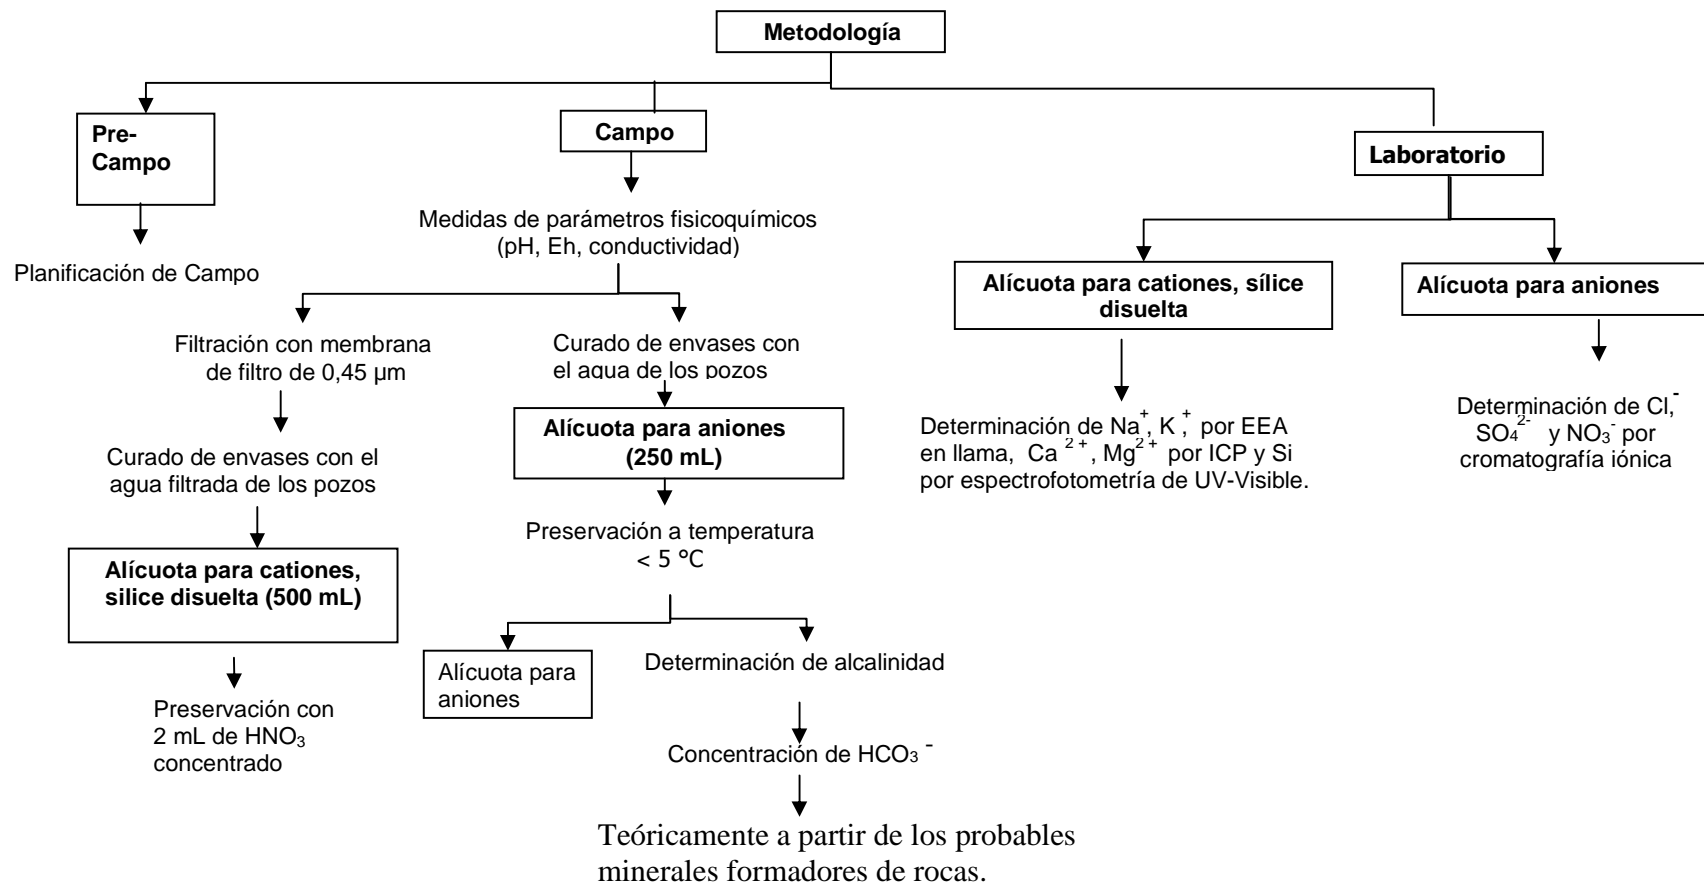 Metodología
Pre-
Campo
Campo
Laboratorio
Planificación de Campo
Medidas de parámetros fisicoquímicos
(pH, Eh, conductividad)
Filtración con membrana
de filtro de 0,45 µm
Curado de envases con el
agua filtrada de los pozos
Alícuota para cationes,
silice disuelta (500 mL)
Preservación con
2 mL de HNO₃
concentrado
Curado de envases con
el agua de los pozos
Alícuota para aniones
(250 mL)
Preservación a temperatura
< 5 ºC
Alícuota para
aniones
Determinación de alcalinidad
Concentración de HCO₃⁻
Teóricamente a partir de los probables
minerales formadores de rocas.
Alícuota para cationes, sílice
disuelta
Determinación de Na⁺, K⁺, por EEA
en llama, Ca²⁺, Mg²⁺ por ICP y Si
por espectrofotometría de UV-Visible.
Alícuota para aniones
Determinación de Cl⁻,
SO₄²⁻ y NO₃⁻ por
cromatografía iónica